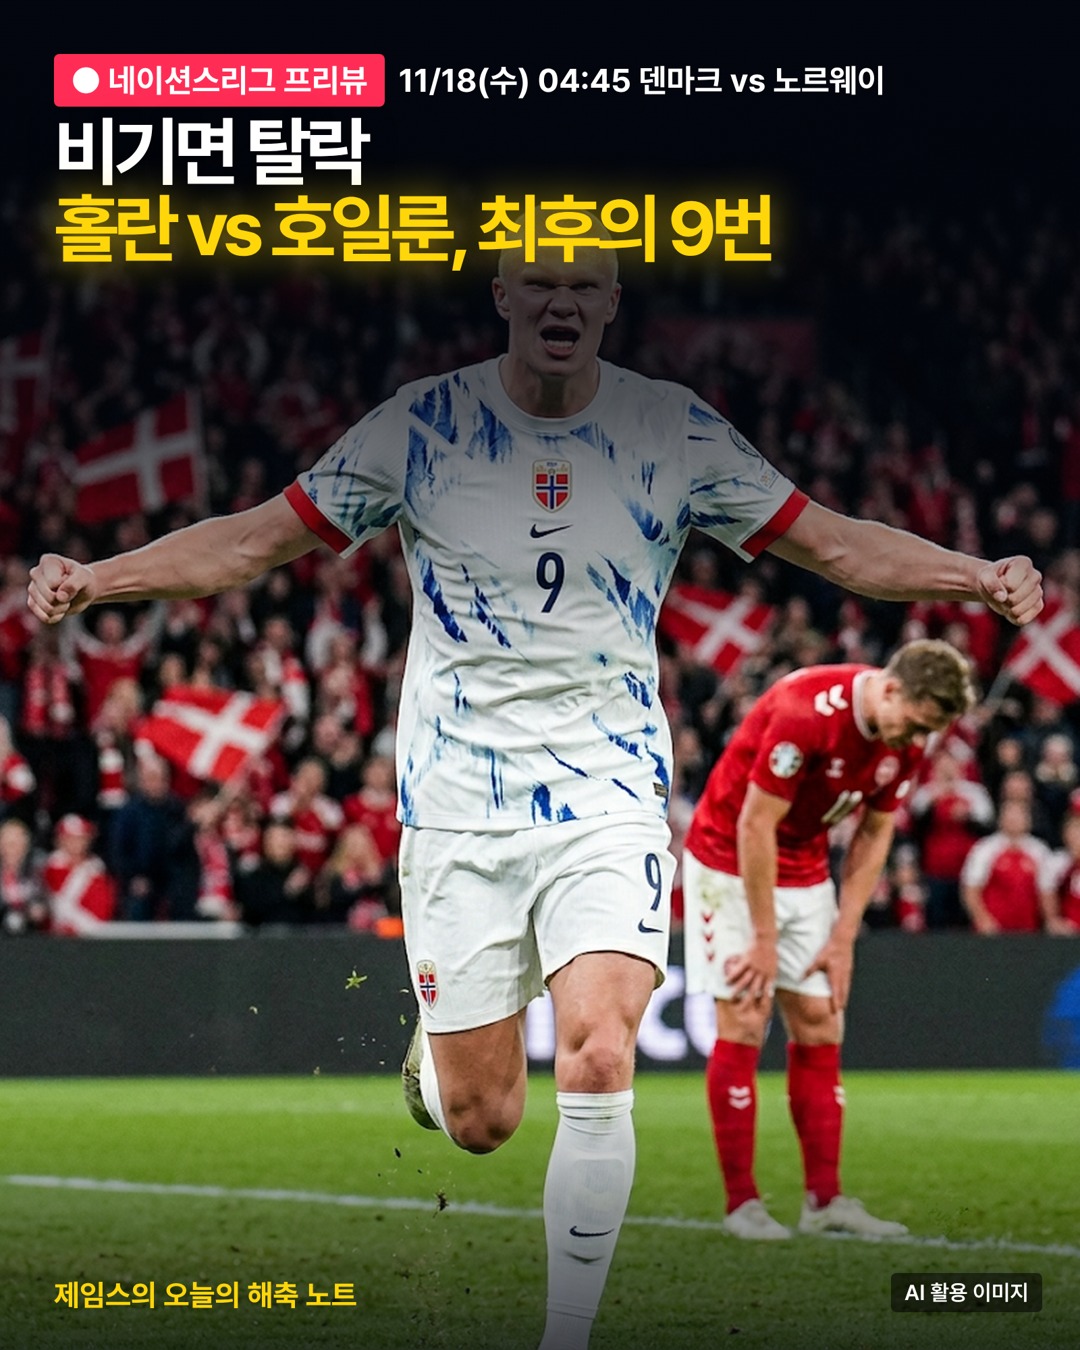 네이션스리그 프리뷰 11/18(수) 04:45 덴마크 vs 노르웨이
비기면 탈락
홀란 vs 호일룬, 최후의 9번
9
9
제임스의 오늘의 해축 노트
AI 활용 이미지